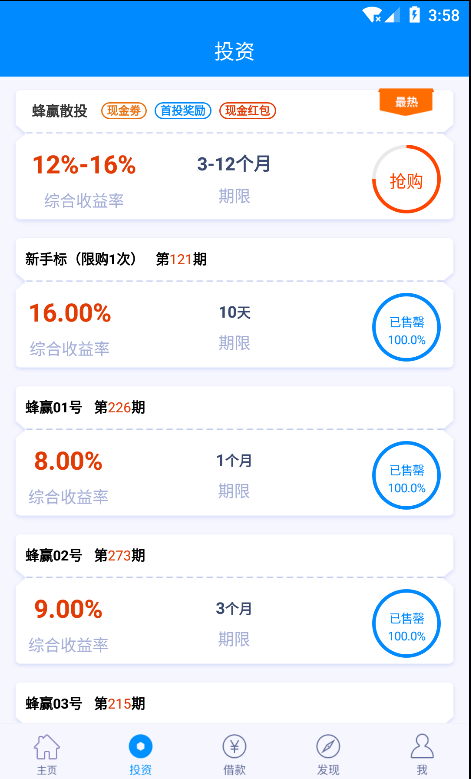 3:58
投资
蜂赢散投 现金劵 首投奖励 现金红包 最热
12%-16% 3-12个月 抢购
综合收益率 期限
新手标（限购1次） 第121期
16.00% 10天 已售罄
综合收益率 期限 100.0%
蜂赢01号 第226期
8.00% 1个月 已售罄
综合收益率 期限 100.0%
蜂赢02号 第273期
9.00% 3个月 已售罄
综合收益率 期限 100.0%
蜂赢03号 第215期
主页 投资 借款 发现 我